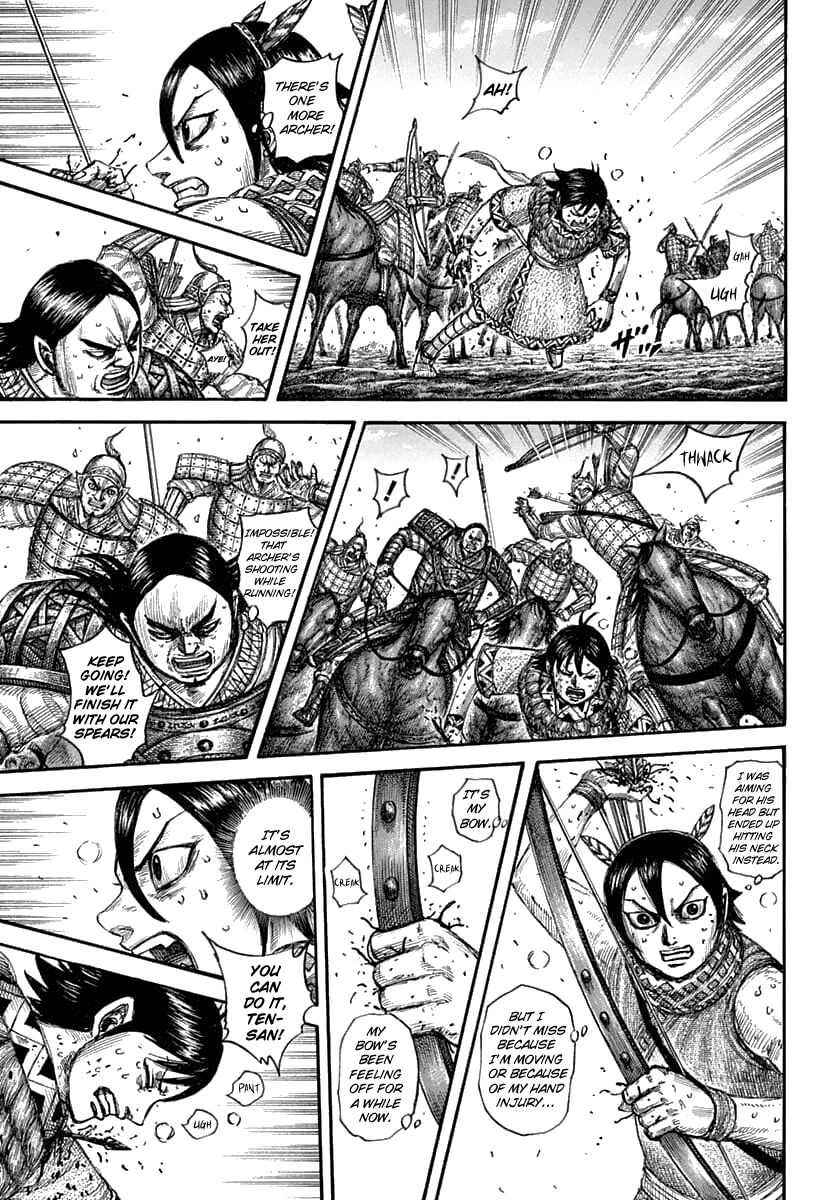 AH!
GAH
UGH
ザッ
THERE'S
ONE
MORE
ARCHER!
TAKE
HER
OUT!
AYE!
THWACK
!
!
IMPOSSIBLE!
THAT
ARCHER'S
SHOOTING
WHILE
RUNNING!
KEEP
GOING!
WE'LL
FINISH IT
WITH OUR
SPEARS!
I WAS
AIMING
FOR HIS
HEAD BUT
ENDED UP
HITTING
HIS NECK
INSTEAD.
BUT I
DIDN'T MISS
BECAUSE
I'M MOVING
OR BECAUSE
OF MY HAND
INJURY...
IT'S
MY
BOW.
CREAK
CREAK
MY
BOW'S
BEEN
FEELING
OFF FOR
A WHILE
NOW.
IT'S
ALMOST
AT ITS
LIMIT.
YOU
CAN
DO IT,
TEN-
SAN!
PANT
UGH